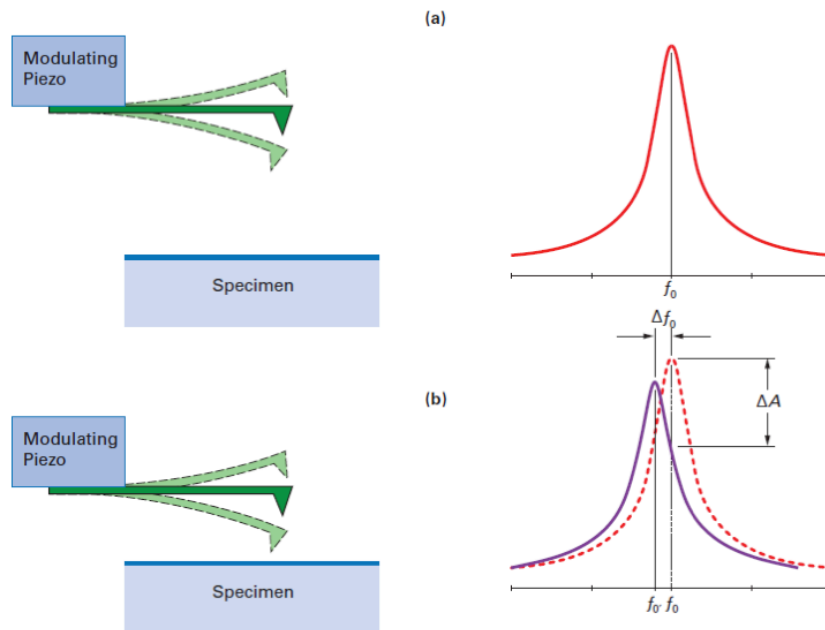 (a)
Modulating
Piezo
Specimen
f₀
Δf₀
(b)
ΔA
Modulating
Piezo
Specimen
f₀' f₀